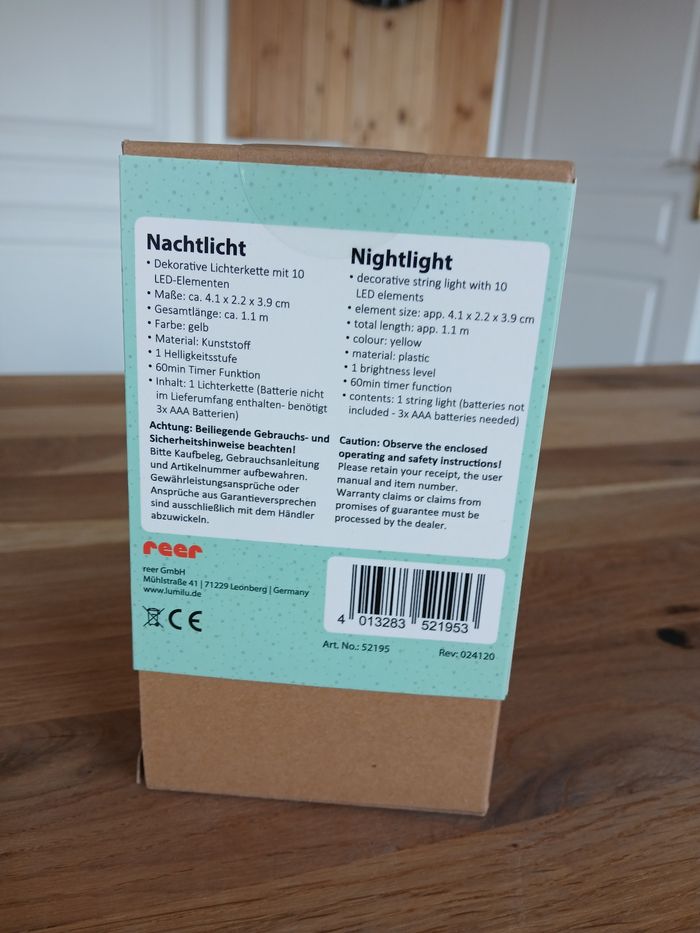 Nachtlicht
• Dekorative Lichterkette mit 10
LED-Elementen
• Maße: ca. 4.1 x 2.2 x 3.9 cm
• Gesamtlänge: ca. 1.1 m
• Farbe: gelb
• Material: Kunststoff
• 1 Helligkeitsstufe
• 60min Timer Funktion
• Inhalt: 1 Lichterkette (Batterie nicht
im Lieferumfang enthalten- benötigt
3x AAA Batterien)
Achtung: Beiliegende Gebrauchs- und
Sicherheitshinweise beachten!
Bitte Kaufbeleg, Gebrauchsanleitung
und Artikelnummer aufbewahren.
Gewährleistungsansprüche oder
Ansprüche aus Garantieversprechen
sind ausschließlich mit dem Händler
abzuwickeln.
Nightlight
• decorative string light with 10
LED elements
• element size: app. 4.1 x 2.2 x 3.9 cm
• total length: app. 1.1 m
• colour: yellow
• material: plastic
• 1 brightness level
• 60min timer function
• contents: 1 string light (batteries not
included - 3x AAA batteries needed)
Caution: Observe the enclosed
operating and safety instructions!
Please retain your receipt, the user
manual and item number.
Warranty claims or claims from
promises of guarantee must be
processed by the dealer.
reer
reer GmbH
Mühlstraße 41 | 71229 Leonberg | Germany
www.lumilu.de
CE
4 013283 521953
Art. No.: 52195
Rev: 024120